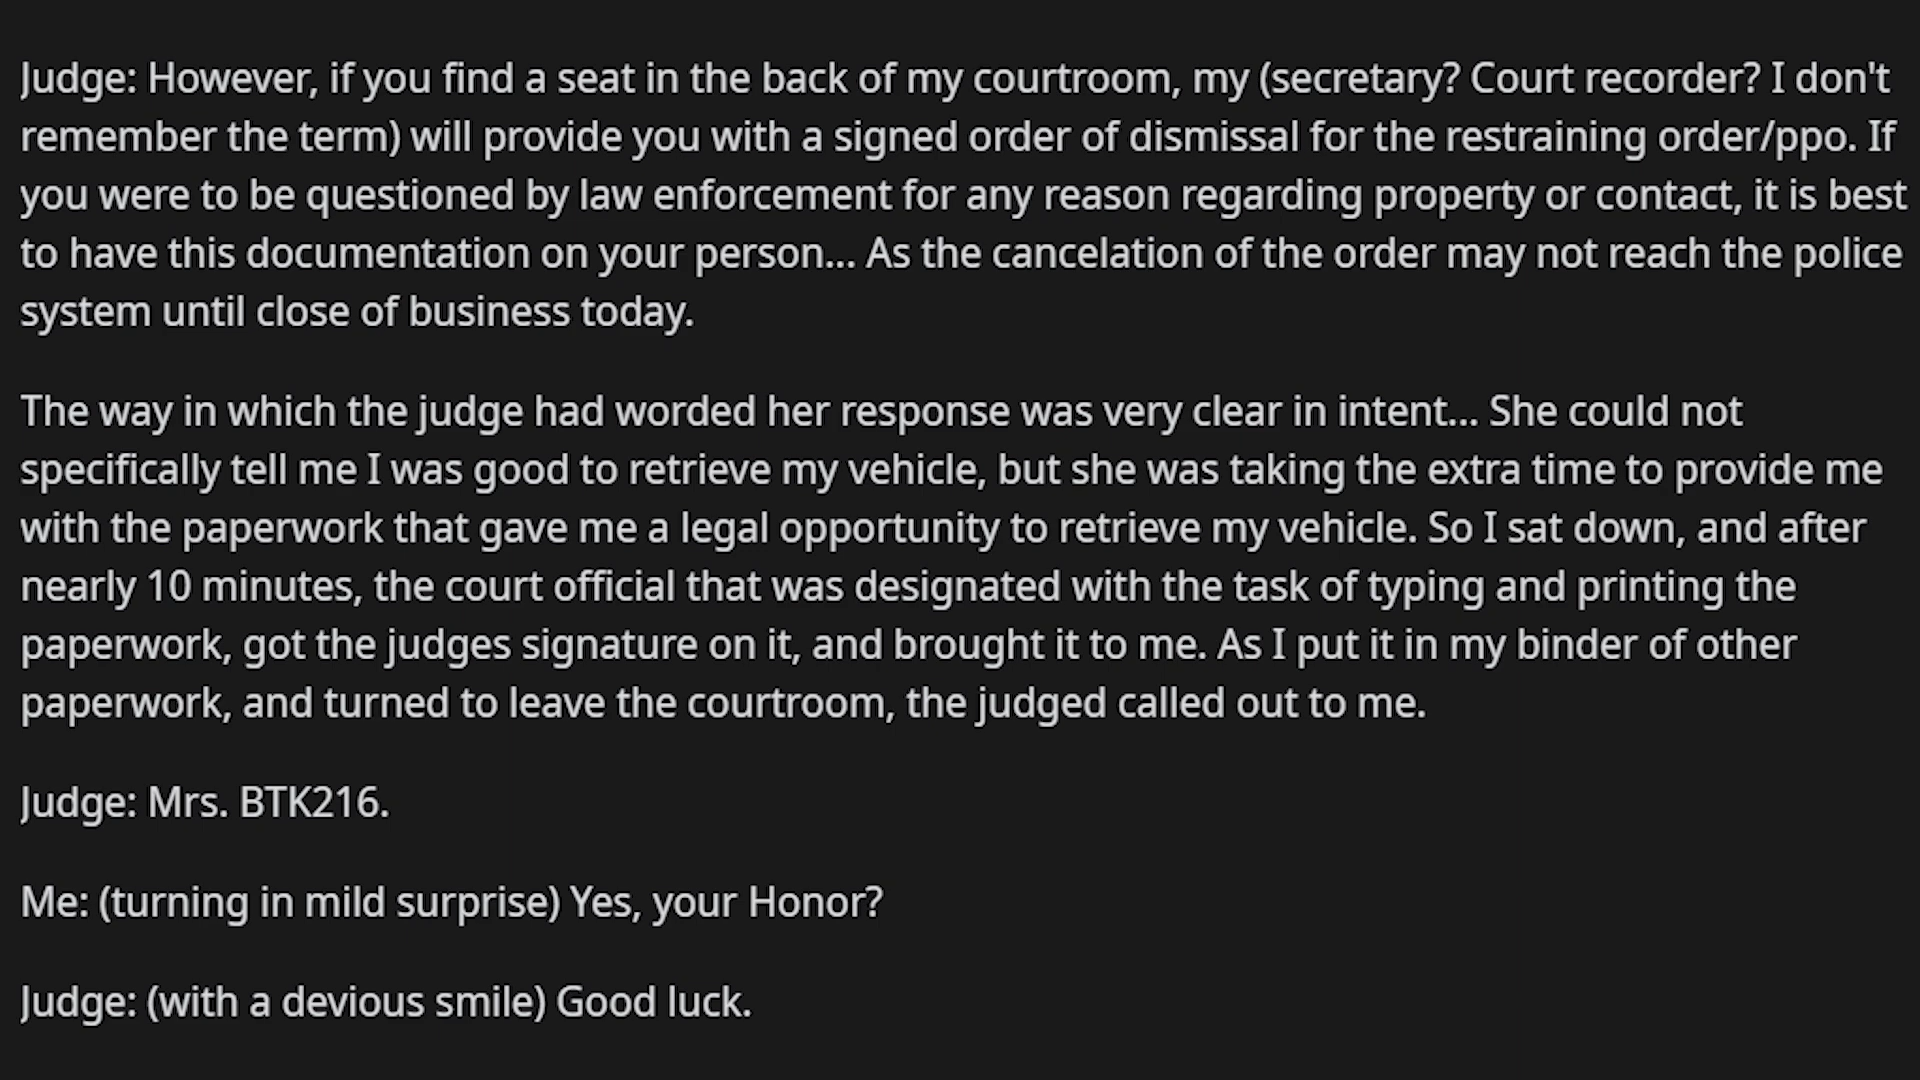 Judge: However, if you find a seat in the back of my courtroom, my (secretary? Court recorder? I don't
remember the term) will provide you with a signed order of dismissal for the restraining order/ppo. If
you were to be questioned by law enforcement for any reason regarding property or contact, it is best
to have this documentation on your person... As the cancelation of the order may not reach the police
system until close of business today.
The way in which the judge had worded her response was very clear in intent... She could not
specifically tell me I was good to retrieve my vehicle, but she was taking the extra time to provide me
with the paperwork that gave me a legal opportunity to retrieve my vehicle. So I sat down, and after
nearly 10 minutes, the court official that was designated with the task of typing and printing the
paperwork, got the judges signature on it, and brought it to me. As I put it in my binder of other
paperwork, and turned to leave the courtroom, the judged called out to me.
Judge: Mrs. BTK216.
Me: (turning in mild surprise) Yes, your Honor?
Judge: (with a devious smile) Good luck.